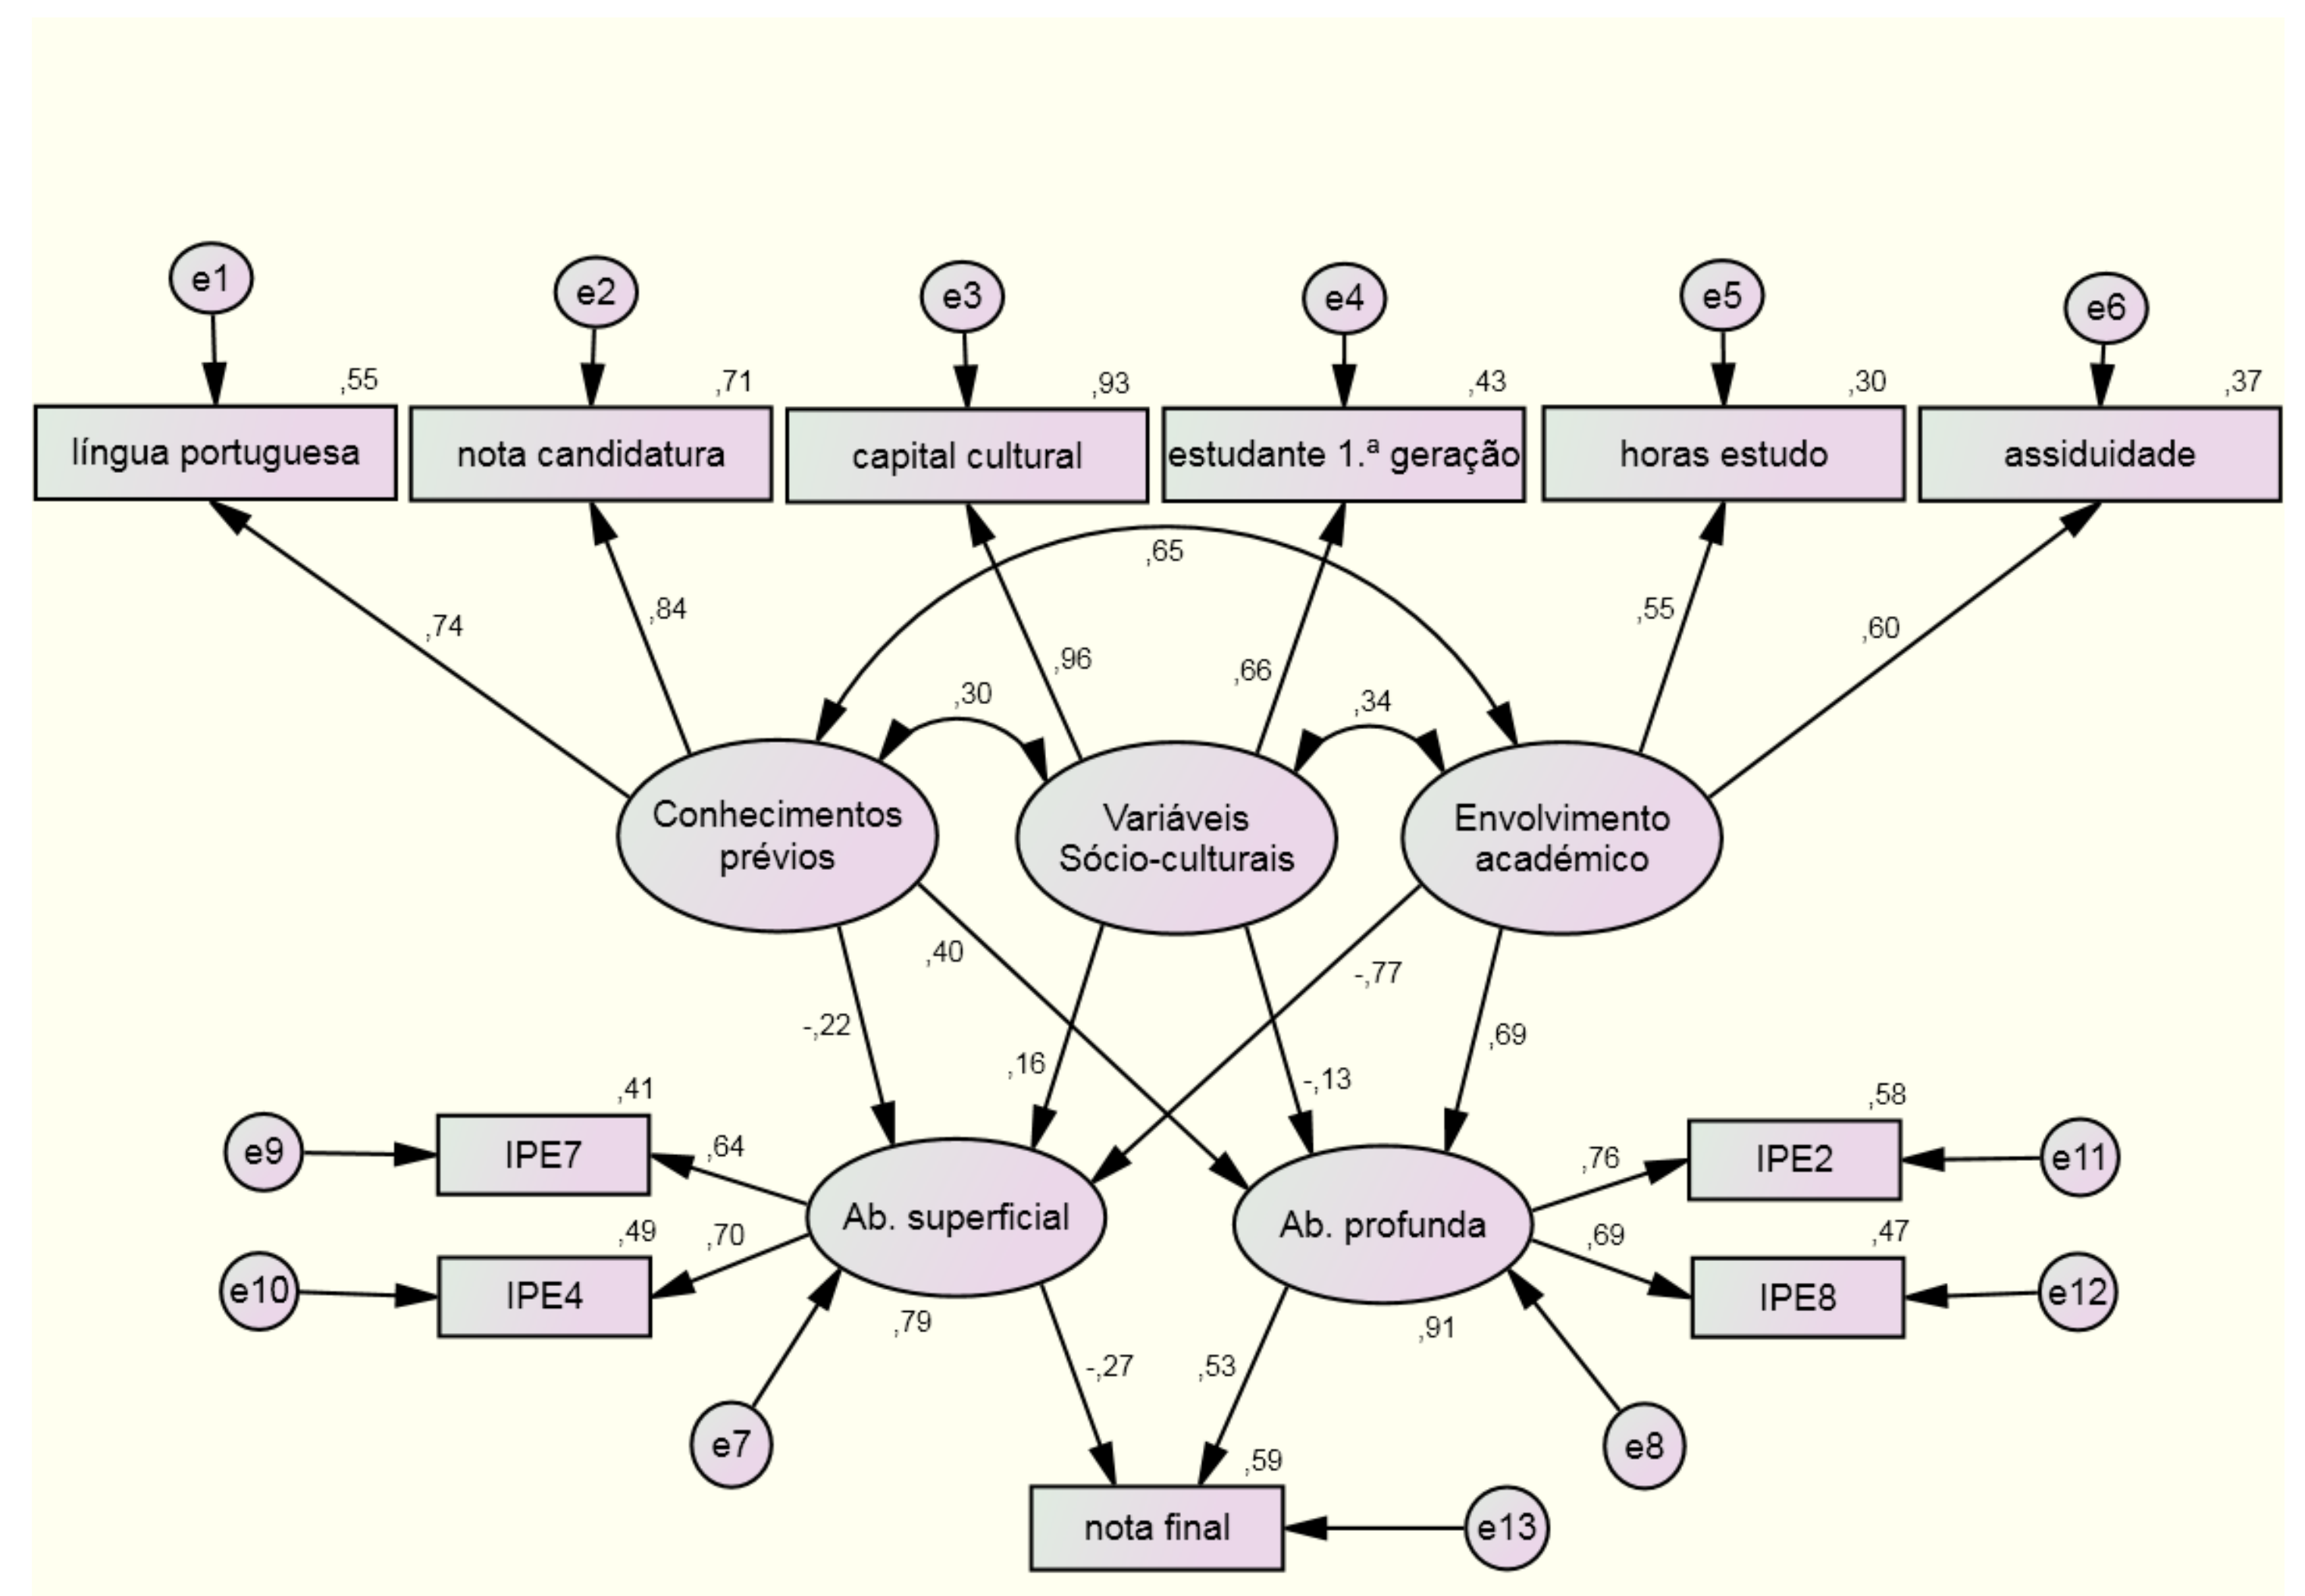 e1
e2
e3
e4
e5
e6
,55
,71
,93
,43
,30
,37
língua portuguesa
nota candidatura
capital cultural
estudante 1.ª geração
horas estudo
assiduidade
,65
,74
,84
,96
,66
,55
,60
,30
,34
Conhecimentos
prévios
Variáveis
Sócio-culturais
Envolvimento
académico
,40
-,77
-,22
,16
-,13
,69
,41
,58
e9
IPE7
,64
,76
IPE2
e11
Ab. superficial
Ab. profunda
,49
,70
,69
,47
e10
IPE4
IPE8
e12
,79
,91
-,27
,53
e7
e8
,59
nota final
e13